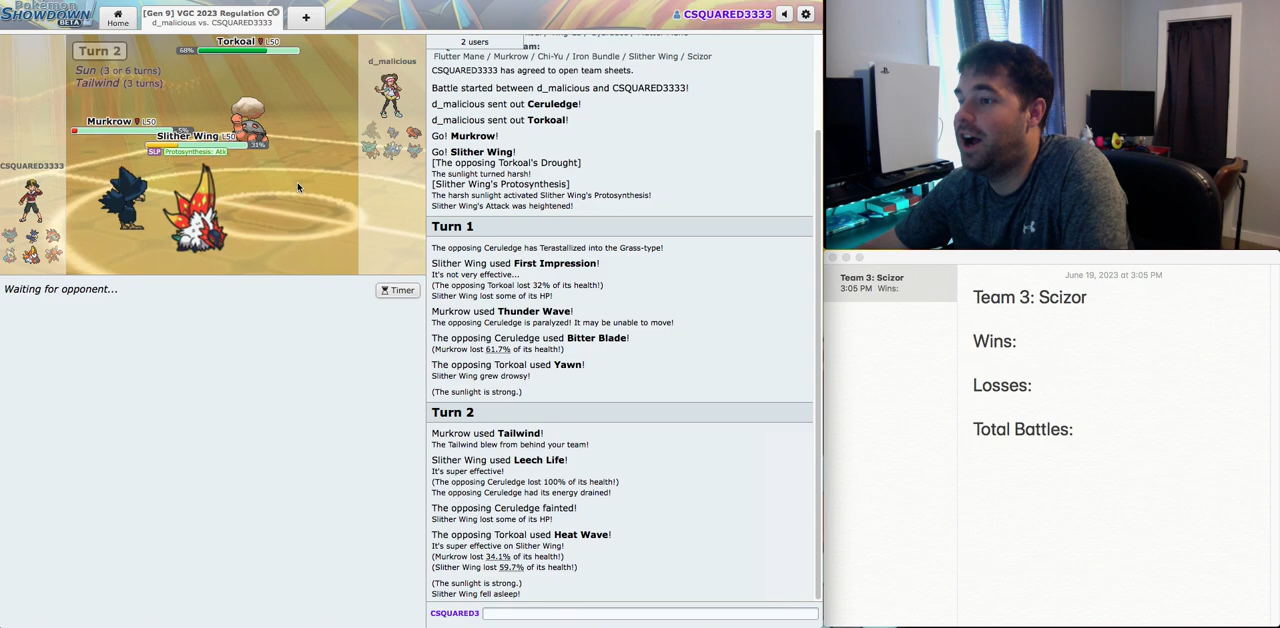 Pokémon
SHOWDOWN
BETA
Home
[Gen 9] VGC 2023 Regulation C
d_malicious vs. CSQUARED3333
+
CSQUARED3333
Turn 2
Sun (3 or 6 turns)
Tailwind (3 turns)
Torkoal L50
68%
Murkrow L50
5%
Slither Wing L50
31%
SLP Protosynthesis: Atk
d_malicious
CSQUARED3333
Waiting for opponent...
Timer
2 users
Flutter Mane / Murkrow / Chi-Yu / Iron Bundle / Slither Wing / Scizor
CSQUARED3333 has agreed to open team sheets.
Battle started between d_malicious and CSQUARED3333!
d_malicious sent out Ceruledge!
d_malicious sent out Torkoal!
Go! Murkrow!
Go! Slither Wing!
[The opposing Torkoal's Drought]
The sunlight turned harsh!
[Slither Wing's Protosynthesis]
The harsh sunlight activated Slither Wing's Protosynthesis!
Slither Wing's Attack was heightened!
Turn 1
The opposing Ceruledge has Terastallized into the Grass-type!
Slither Wing used First Impression!
It's not very effective...
(The opposing Torkoal lost 32% of its health!)
Slither Wing lost some of its HP!
Murkrow used Thunder Wave!
The opposing Ceruledge is paralyzed! It may be unable to move!
The opposing Ceruledge used Bitter Blade!
(Murkrow lost 61.7% of its health!)
The opposing Torkoal used Yawn!
Slither Wing grew drowsy!
(The sunlight is strong.)
Turn 2
Murkrow used Tailwind!
The Tailwind blew from behind your team!
Slither Wing used Leech Life!
It's super effective!
(The opposing Ceruledge lost 100% of its health!)
The opposing Ceruledge had its energy drained!
The opposing Ceruledge fainted!
Slither Wing lost some of its HP!
The opposing Torkoal used Heat Wave!
It's super effective on Slither Wing!
(Murkrow lost 34.1% of its health!)
(Slither Wing lost 59.7% of its health!)
(The sunlight is strong.)
Slither Wing fell asleep!
CSQUARED3
Team 3: Scizor
3:05 PM Wins:
June 19, 2023 at 3:05 PM
Team 3: Scizor
Wins:
Losses:
Total Battles: